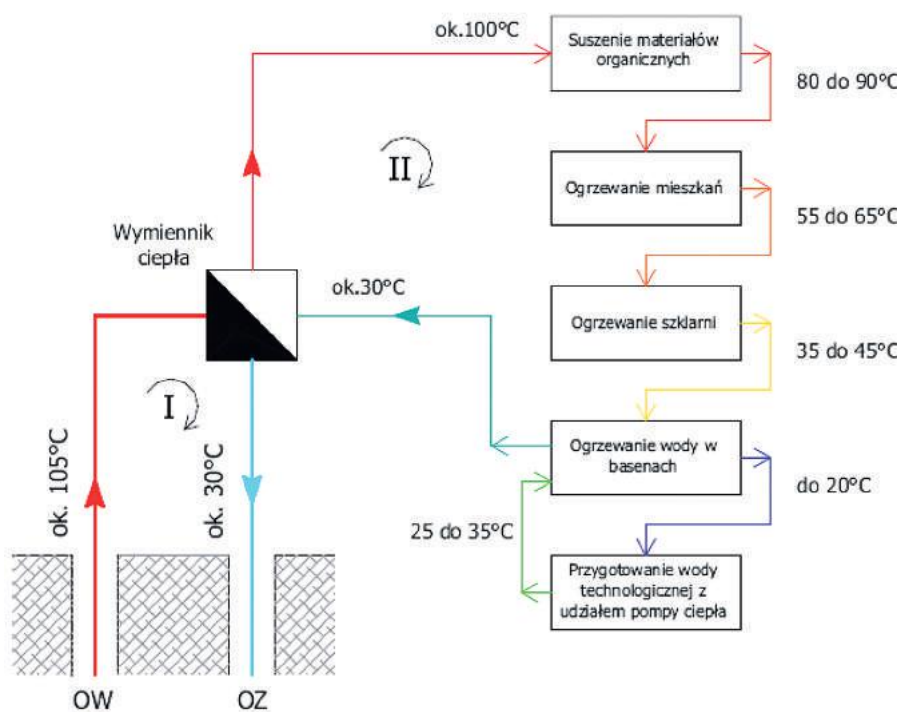 ok.100°C
Suszenie materiałów
organicznych
80 do 90°C
II
Ogrzewanie mieszkań
55 do 65°C
Wymiennik
ciepła
ok.30°C
Ogrzewanie szklarni
35 do 45°C
I
ok. 105°C
ok. 30°C
Ogrzewanie wody w
basenach
do 20°C
25 do 35°C
Przygotowanie wody
technologicznej z
udziałem pompy ciepła
OW
OZ